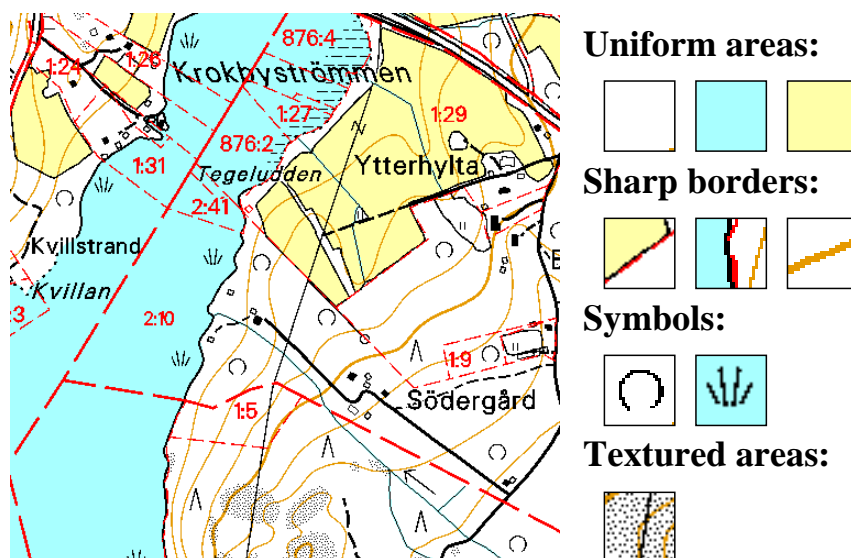 876:4
1:24
1:26
Krokbyströmmen
1:27
1:29
876:2
1:31
Tegeludden
Ytterhylta
2:41
Kvillstrand
Kvillan
:3
2:10
1:9
1:5
Södergård
Uniform areas:
Sharp borders:
Symbols:
Textured areas: